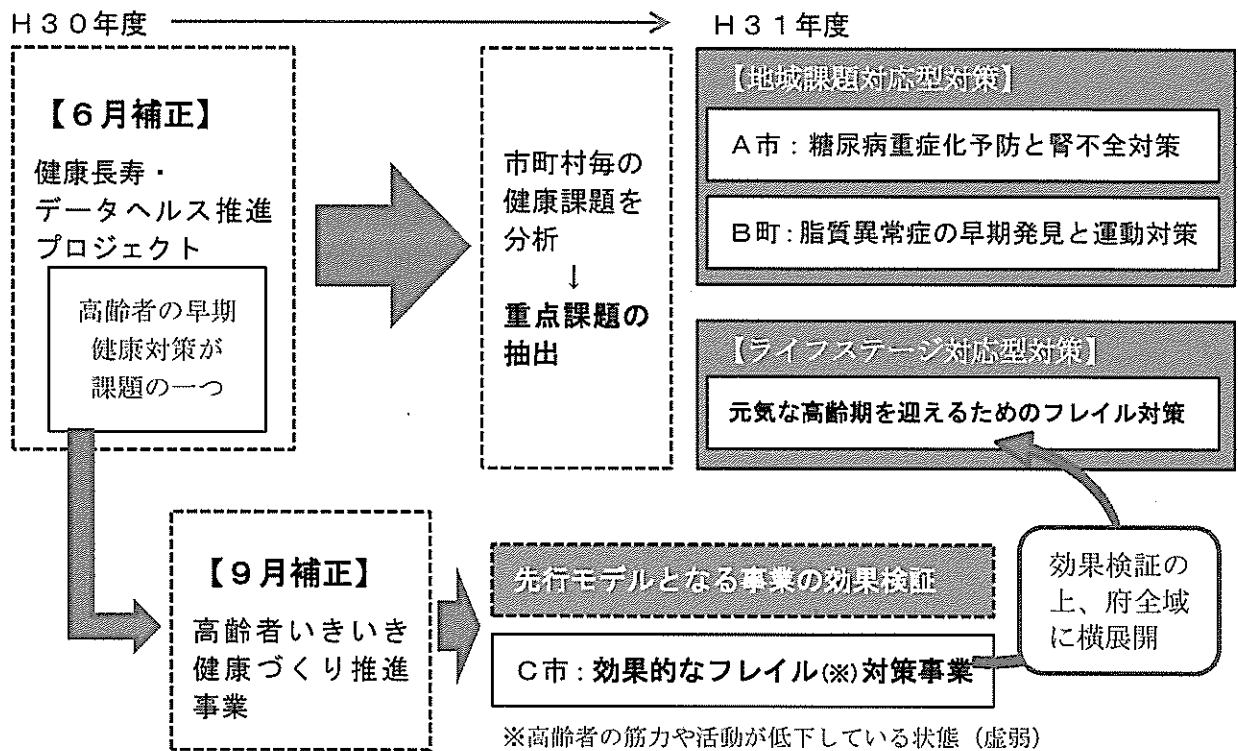 H30年度
H31年度
【6月補正】
健康長寿・
データヘルス推進
プロジェクト
高齢者の早期
健康対策が
課題の一つ
市町村毎の
健康課題を
分析
↓
重点課題の
抽出
【地域課題対応型対策】
A市：糖尿病重症化予防と腎不全対策
B町：脂質異常症の早期発見と運動対策
【ライフステージ対応型対策】
元気な高齢期を迎えるためのフレイル対策
【9月補正】
高齢者いきいき
健康づくり推進
事業
先行モデルとなる事業の効果検証
C市：効果的なフレイル(※)対策事業
※高齢者の筋力や活動が低下している状態（虚弱）
効果検証の
上、府全域
に横展開